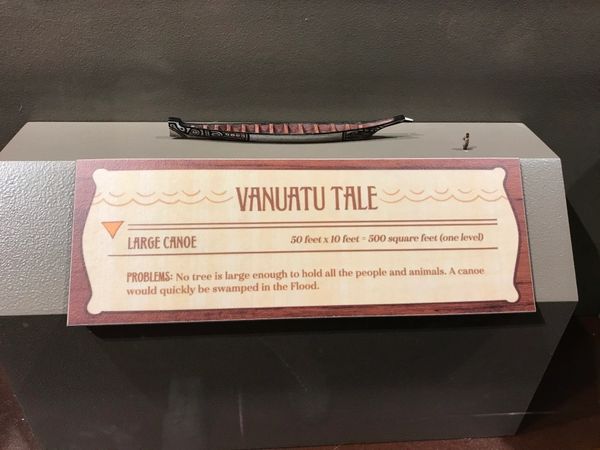 VANUATU TALE
LARGE CANOE 50 feet x 10 feet = 500 square feet (one level)
PROBLEMS: No tree is large enough to hold all the people and animals. A canoe
would quickly be swamped in the Flood.